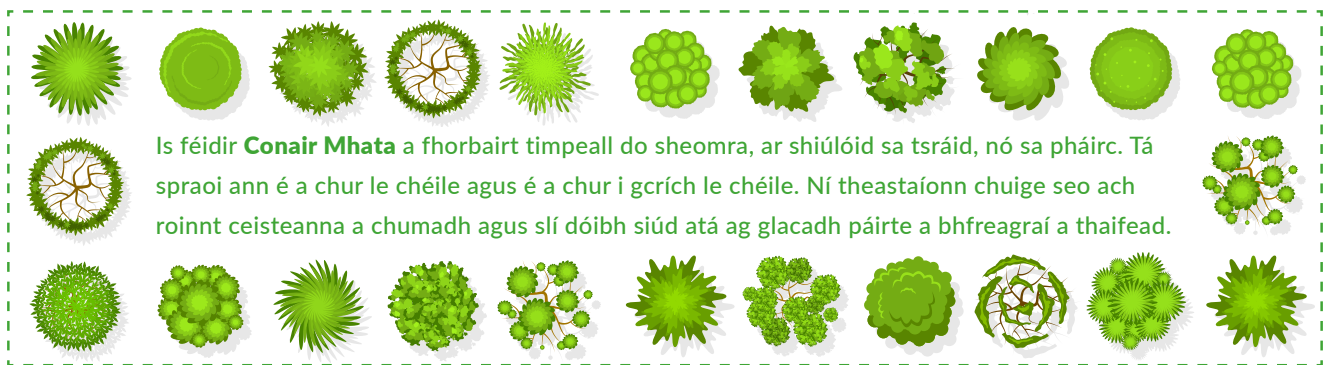 Is féidir Conair Mhata a fhorbairt timpeall do sheomra, ar shiúlóid sa tsráid, nó sa pháirc. Tá
spraoi ann é a chur le chéile agus é a chur i gcrích le chéile. Ní theastaíonn chuige seo ach
roinnt ceisteanna a chumadh agus slí dóibh siúd atá ag glacadh páirte a bhfreagraí a thaifead.